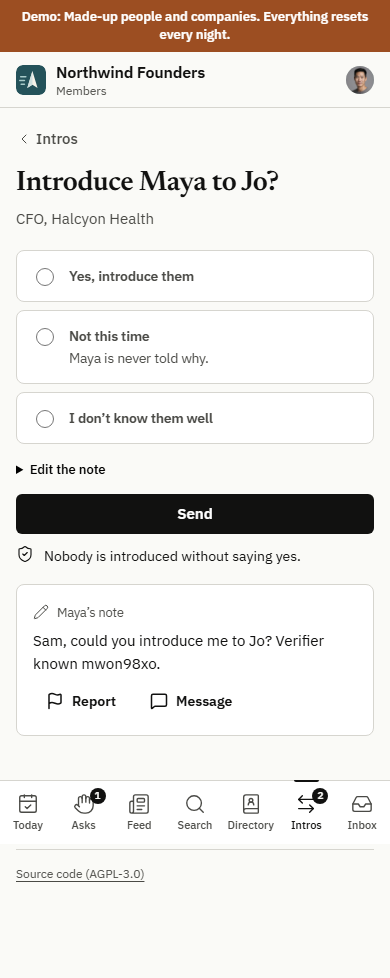 Demo: Made-up people and companies. Everything resets
every night.
Northwind Founders
Members
Intros
Introduce Maya to Jo?
CFO, Halcyon Health
Yes, introduce them
Not this time
Maya is never told why.
I don’t know them well
Edit the note
Send
Nobody is introduced without saying yes.
Maya’s note
Sam, could you introduce me to Jo? Verifier
known mwon98xo.
Report Message
1 2
Today Asks Feed Search Directory Intros Inbox
Source code (AGPL-3.0)